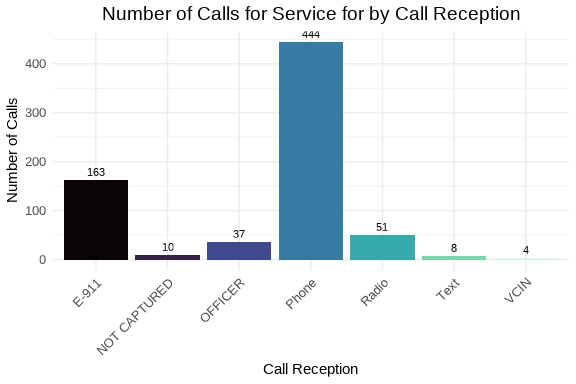 Number of Calls for Service for by Call Reception
Number of Calls
400
300
200
100
0
163
10
37
444
51
8
4
E-911
NOT CAPTURED
OFFICER
Phone
Radio
Text
VCIN
Call Reception